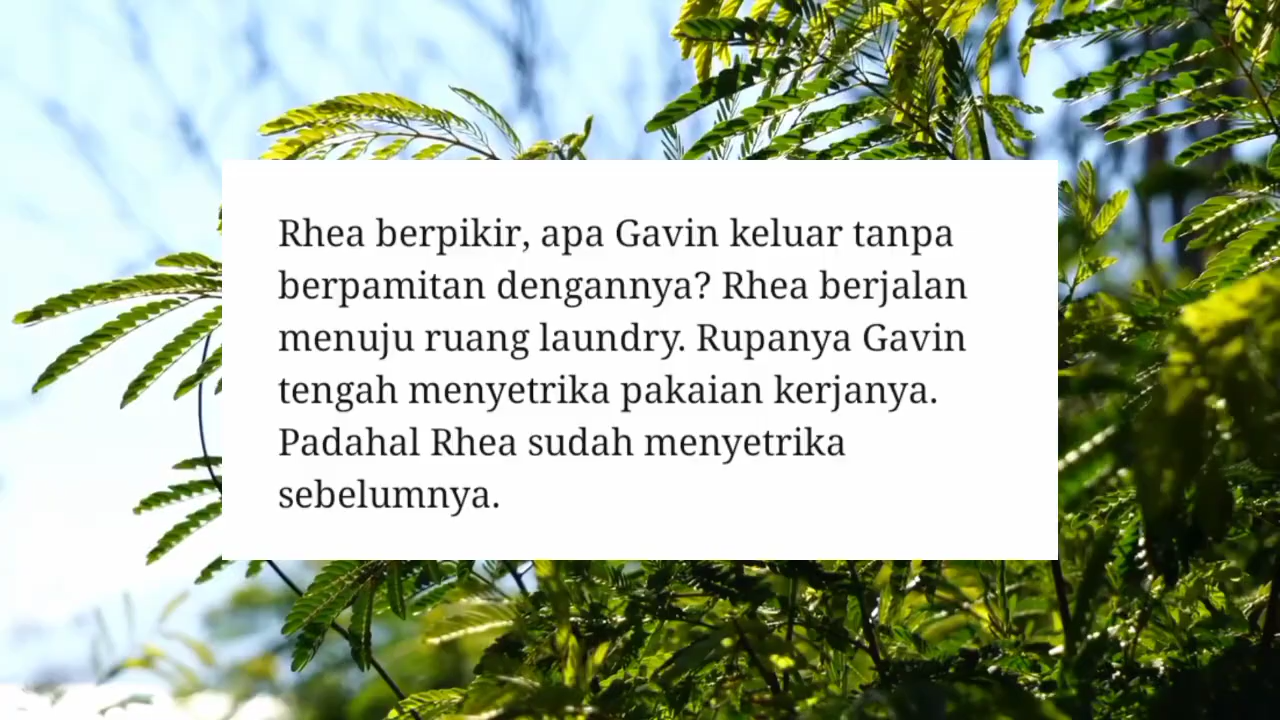 Rhea berpikir, apa Gavin keluar tanpa
berpamitan dengannya? Rhea berjalan
menuju ruang laundry. Rupanya Gavin
tengah menyetrika pakaian kerjanya.
Padahal Rhea sudah menyetrika
sebelumnya.